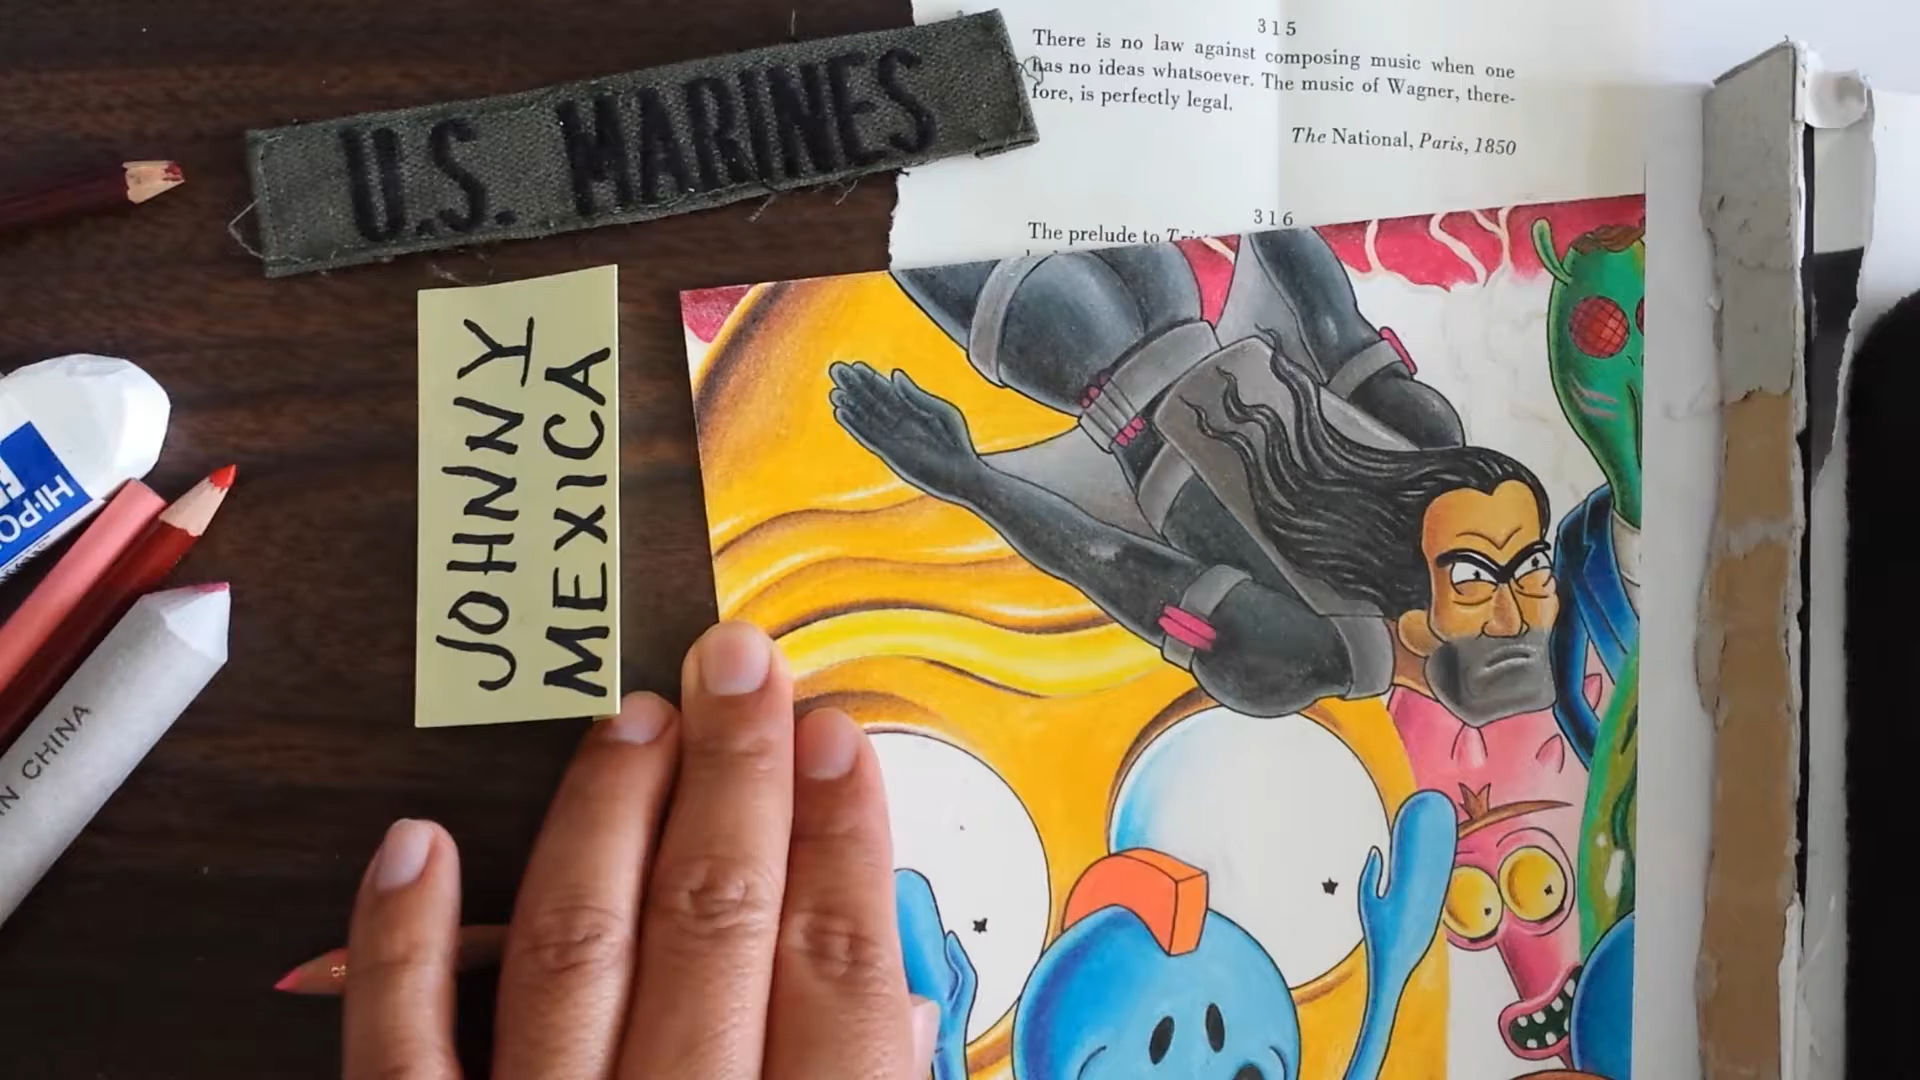 U.S. MARINES
315
There is no law against composing music when one
has no ideas whatsoever. The music of Wagner, there-
fore, is perfectly legal.
The National, Paris, 1850
316
The prelude to
JOHNNY
MEXICA
HI-PO
IN CHINA